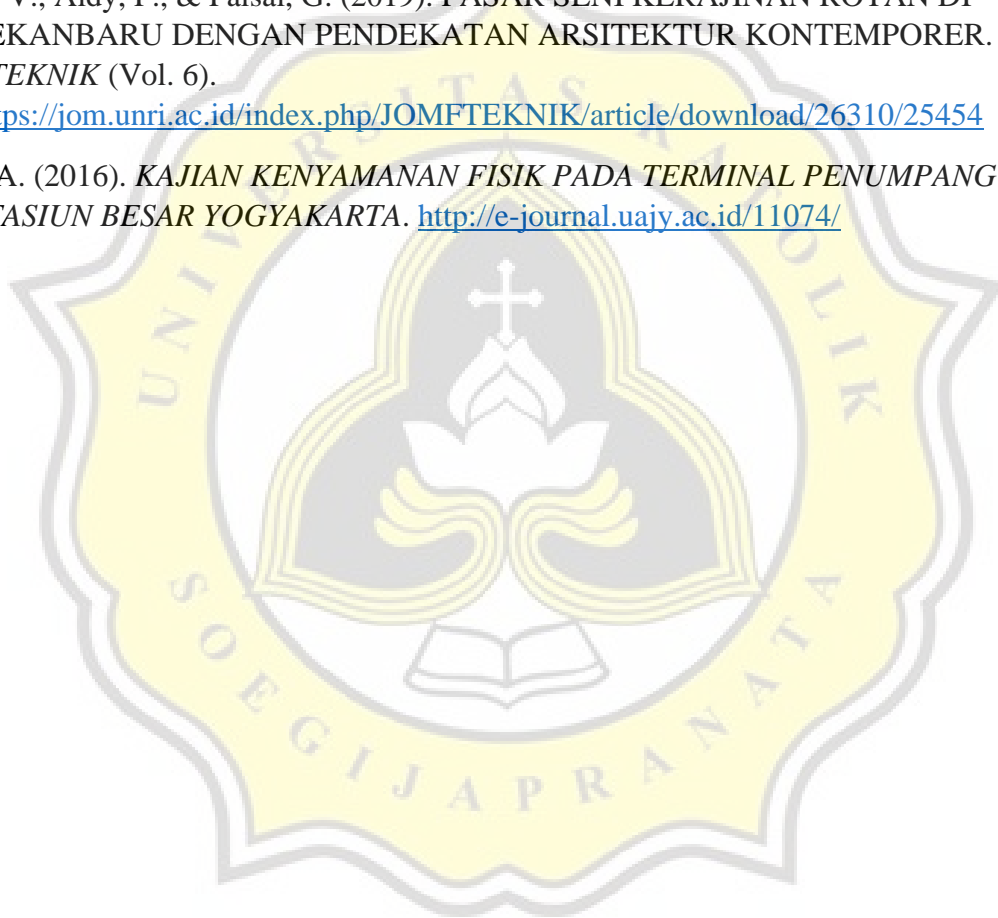 V., Aldy, P., & Faisal, G. (2019). PASAR SENI KERAJINAN ROTAN DI
EKANBARU DENGAN PENDEKATAN ARSITEKTUR KONTEMPORER.
TEKNIK (Vol. 6).
tps://jom.unri.ac.id/index.php/JOMFTEKNIK/article/download/26310/25454
A. (2016). KAJIAN KENYAMANAN FISIK PADA TERMINAL PENUMPANG
TASIUN BESAR YOGYAKARTA. http://e-journal.uajy.ac.id/11074/
UNIVERSITAS KATOLIK
SOEGIJAPRANATA